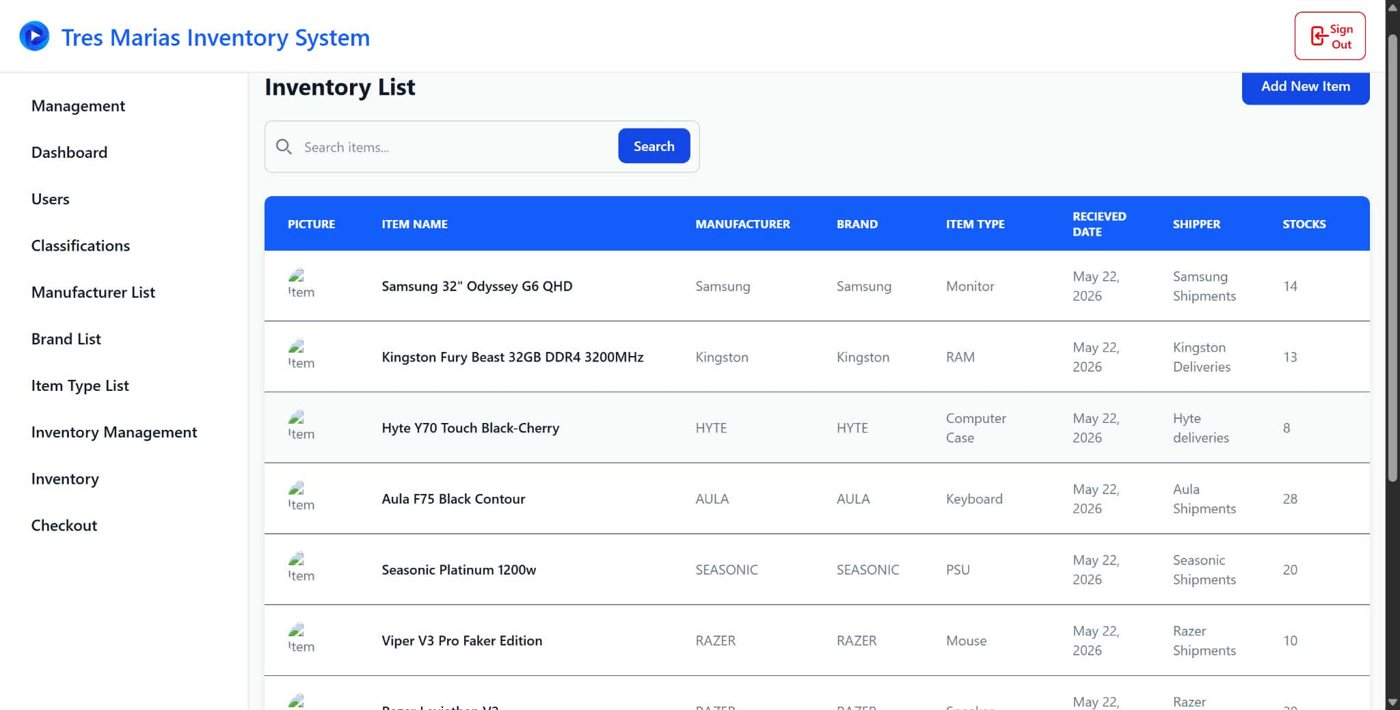 Tres Marias Inventory System
Sign
Out
Management
Dashboard
Users
Classifications
Manufacturer List
Brand List
Item Type List
Inventory Management
Inventory
Checkout
Inventory List
Add New Item
Search items...
Search
PICTURE ITEM NAME MANUFACTURER BRAND ITEM TYPE RECIEVED DATE SHIPPER STOCKS
Item Samsung 32" Odyssey G6 QHD Samsung Samsung Monitor May 22, 2026 Samsung Shipments 14
Item Kingston Fury Beast 32GB DDR4 3200MHz Kingston Kingston RAM May 22, 2026 Kingston Deliveries 13
Item Hyte Y70 Touch Black-Cherry HYTE HYTE Computer Case May 22, 2026 Hyte deliveries 8
Item Aula F75 Black Contour AULA AULA Keyboard May 22, 2026 Aula Shipments 28
Item Seasonic Platinum 1200w SEASONIC SEASONIC PSU May 22, 2026 Seasonic Shipments 20
Item Viper V3 Pro Faker Edition RAZER RAZER Mouse May 22, 2026 Razer Shipments 10
Razer Leviathan V2 RAZER RAZER Speaker May 22, Razer